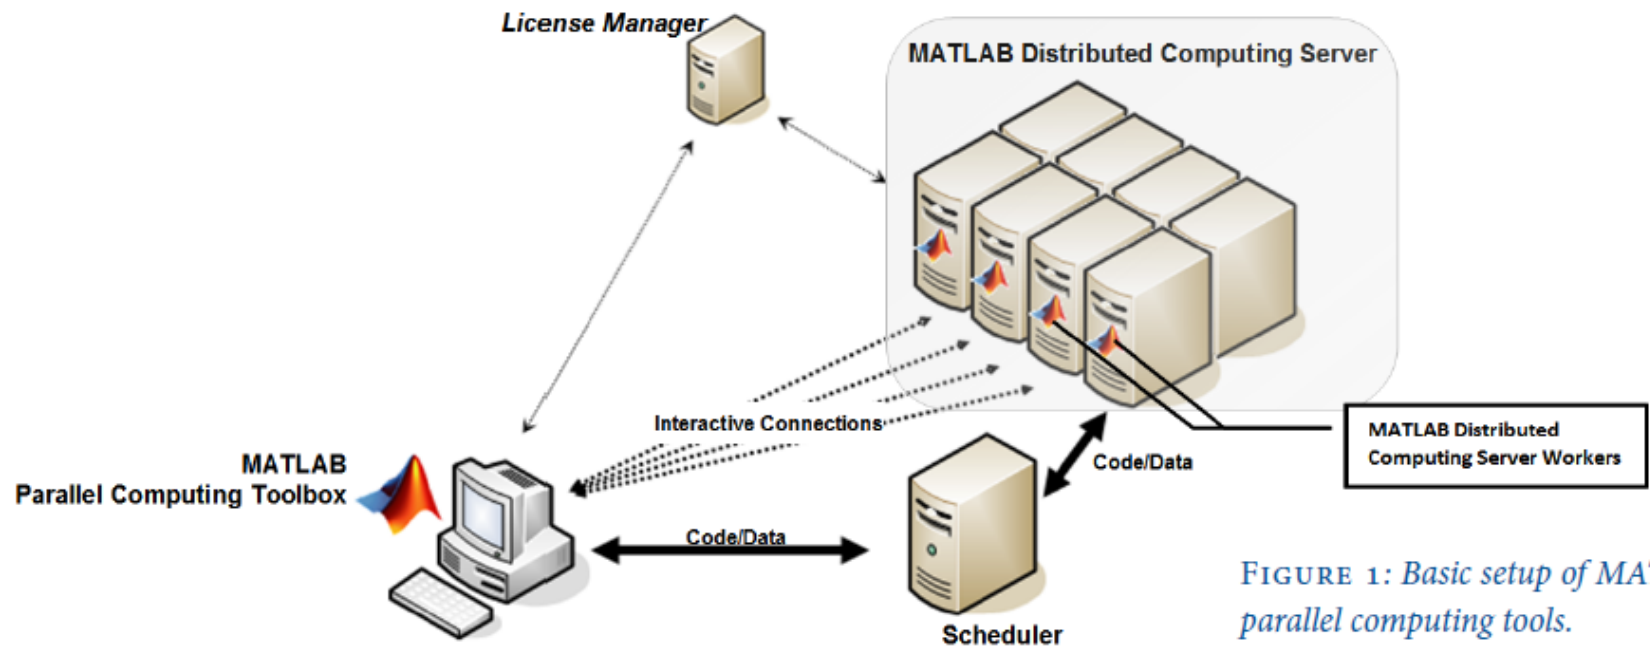 License Manager
MATLAB Distributed Computing Server
Interactive Connections
MATLAB
Parallel Computing Toolbox
Code/Data
Code/Data
MATLAB Distributed
Computing Server Workers
Scheduler
FIGURE 1: Basic setup of
parallel computing tools.